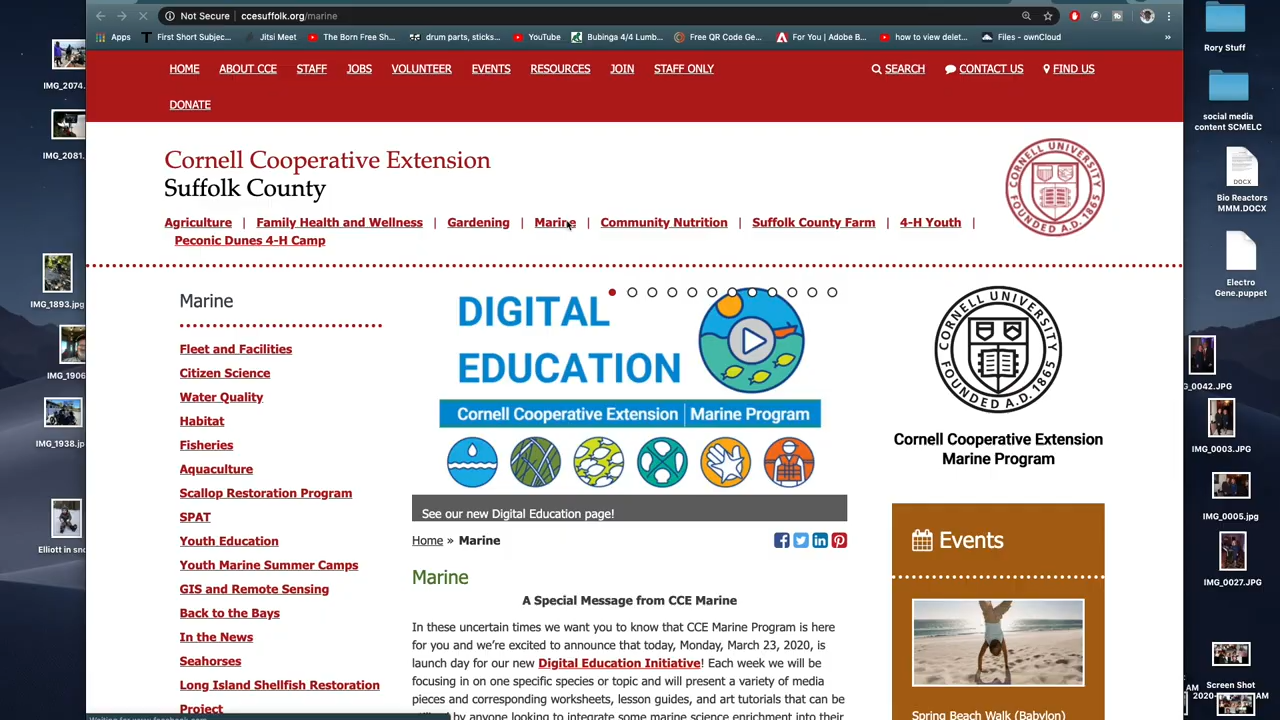 Not Secure | ccesuffolk.org/marine
Apps First Short Subjec... Jitsi Meet The Born Free Sh... drum parts, sticks... YouTube Bubinga 4/4 Lumb... Free QR Code Ge... For You | Adobe B... how to view delet... Files - ownCloud »
HOME ABOUT CCE STAFF JOBS VOLUNTEER EVENTS RESOURCES JOIN STAFF ONLY SEARCH CONTACT US FIND US
DONATE
Cornell Cooperative Extension
Suffolk County
Agriculture | Family Health and Wellness | Gardening | Marine | Community Nutrition | Suffolk County Farm | 4-H Youth |
Peconic Dunes 4-H Camp
CORNELL UNIVERSITY
FOUNDED A.D. 1865
Marine
Fleet and Facilities
Citizen Science
Water Quality
Habitat
Fisheries
Aquaculture
Scallop Restoration Program
SPAT
Youth Education
Youth Marine Summer Camps
GIS and Remote Sensing
Back to the Bays
In the News
Seahorses
Long Island Shellfish Restoration
Project
DIGITAL
EDUCATION
Cornell Cooperative Extension | Marine Program
See our new Digital Education page!
Home » Marine
Marine
A Special Message from CCE Marine
In these uncertain times we want you to know that CCE Marine Program is here
for you and we're excited to announce that today, Monday, March 23, 2020, is
launch day for our new Digital Education Initiative! Each week we will be
focusing in on one specific species or topic and will present a variety of media
pieces and corresponding worksheets, lesson guides, and art tutorials that can be
by anyone looking to integrate some marine science enrichment into their
CORNELL UNIVERSITY
FOUNDED A.D. 1865
Cornell Cooperative Extension
Marine Program
Events
Spring Beach Walk (Babylon)
IMG_2074.
IMG_2081.
IMG_1893.jpg
IMG_1906
IMG_1938.jp
Elliott in sno
Rory Stuff
social media
content SCMELC
DOCX
Bio Reactors
MMM.DOCX
Electro
Gene.puppet
_0042.JPG
IMG_0003.JPG
IMG_0005.jpg
IMG_0027.JPG
Screen Shot